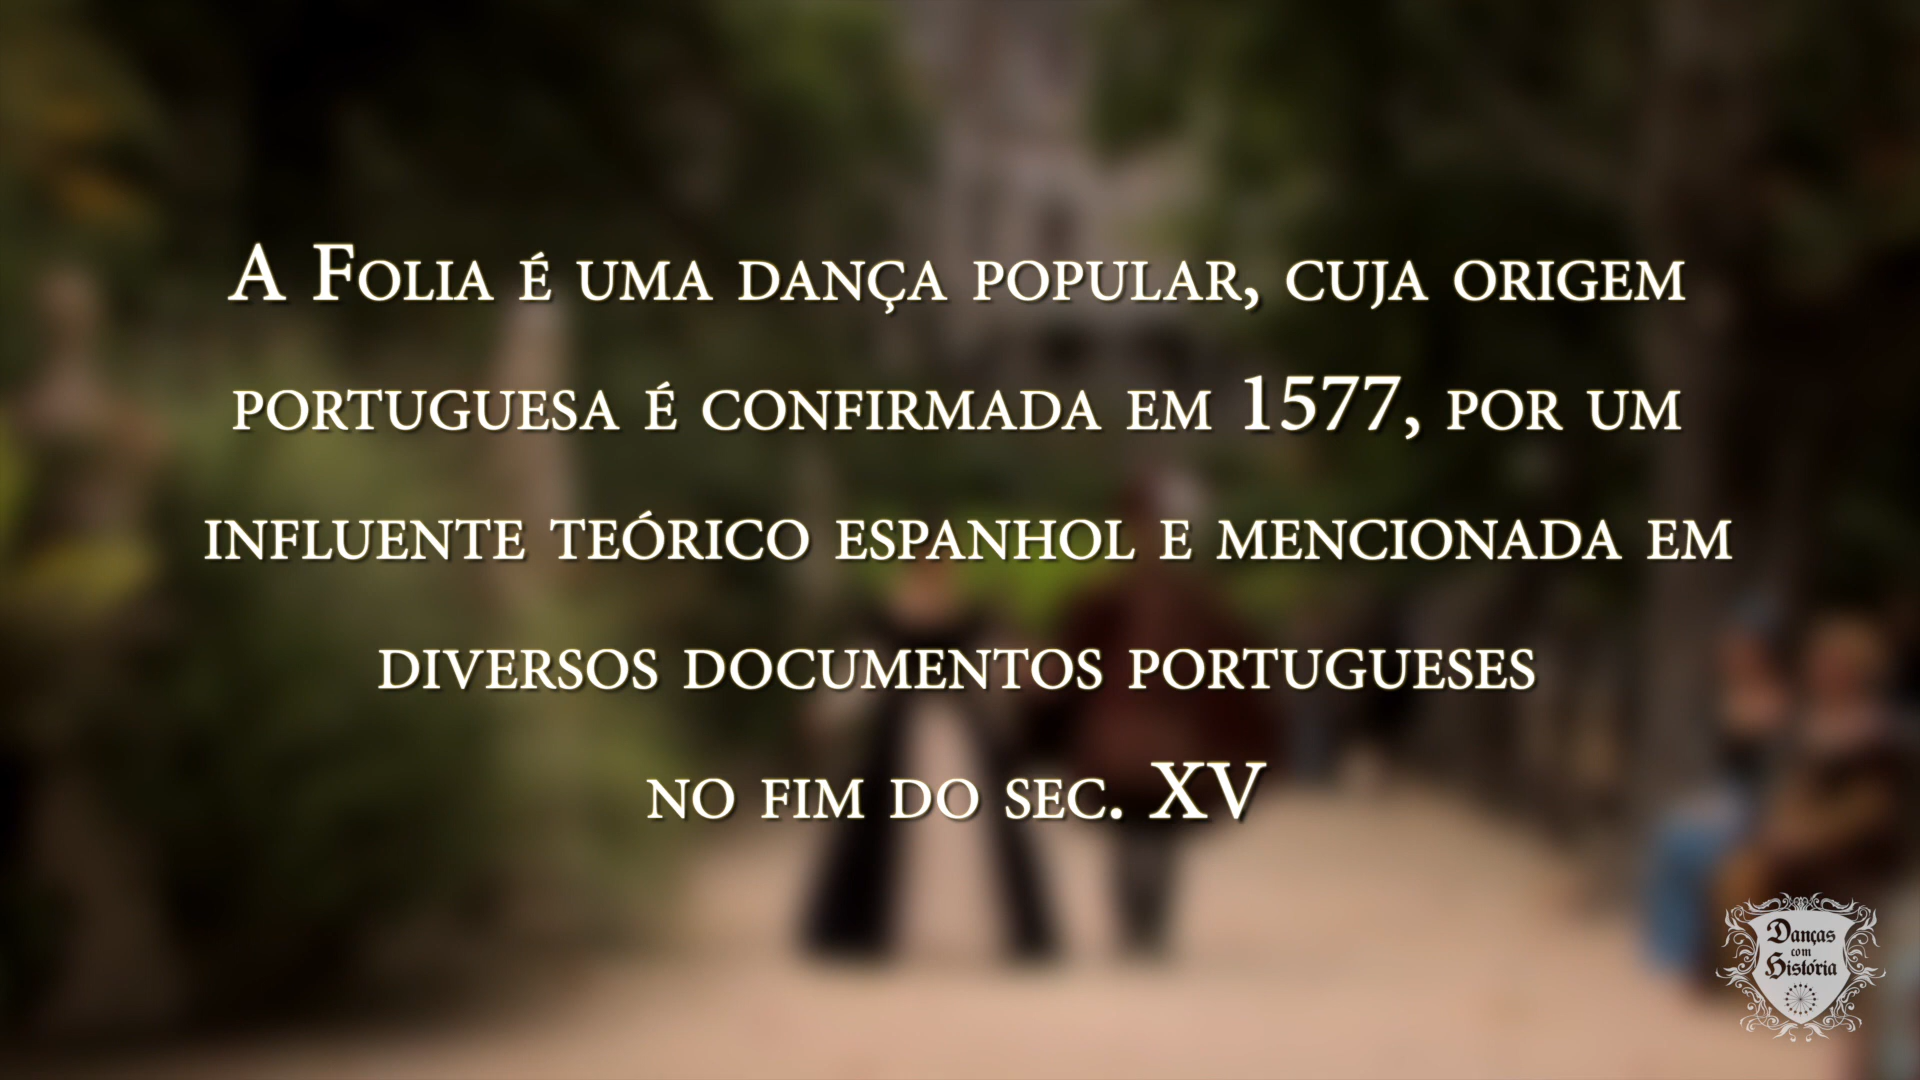 A Folia é uma dança popular, cuja origem
portuguesa é confirmada em 1577, por um
influente teórico espanhol e mencionada em
diversos documentos portugueses
no fim do sec. XV
Danças
com
História